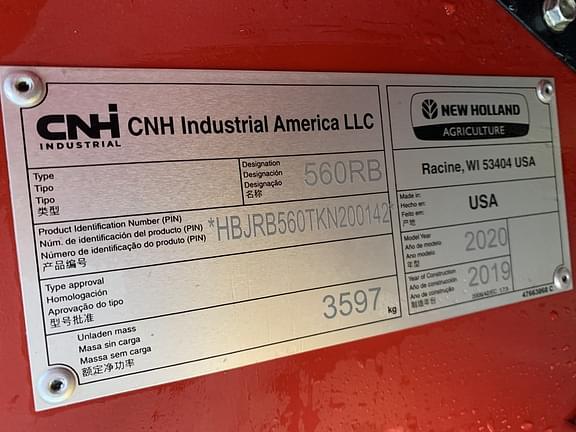 CNH
INDUSTRIAL
CNH Industrial America LLC
Type
Tipo
Tipo
类型
Designation
Designación
Designação
名称
560RB
Product Identification Number (PIN)
Núm. de identificación del producto (PIN)
Número de identificação do produto (PIN)
产品编号
*HBJRB560TKN200142*
Type approval
Homologación
Aprovação do tipo
型号批准
Unladen mass
Masa sin carga
Massa sem carga
额定净功率
3597 kg
NEW HOLLAND
AGRICULTURE
Racine, WI 53404 USA
Made in:
Hecho en:
Feito em:
产地
USA
Model Year
Año de modelo
Ano modelo
年型
2020
Year of Construction
Año de construcción
Ano de construção
制造年份
2019
47663068 C